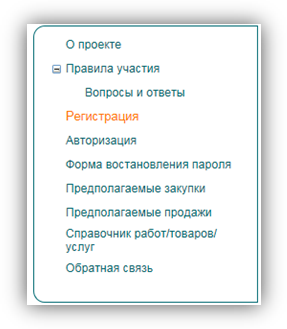 О проекте
Правила участия
Вопросы и ответы
Регистрация
Авторизация
Форма востановления пароля
Предполагаемые закупки
Предполагаемые продажи
Справочник работ/товаров/
услуг
Обратная связь